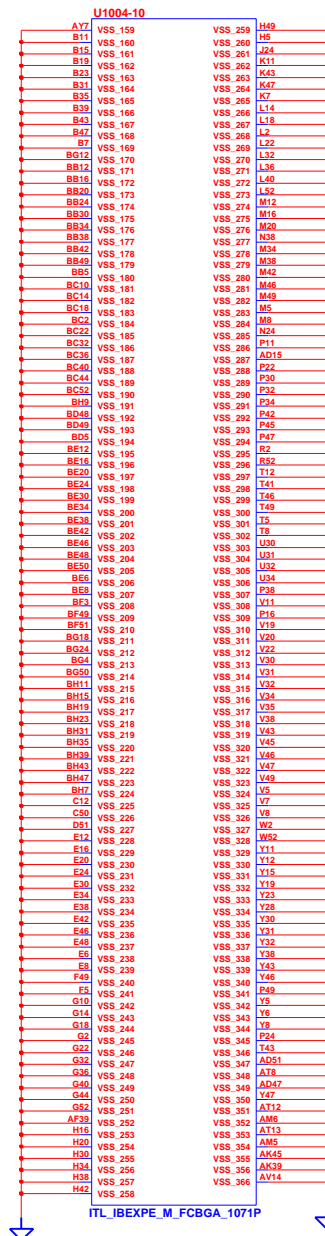 U1004-10
AY7 VSS_159 VSS_259 H49
B11 VSS_160 VSS_260 H5
B15 VSS_161 VSS_261 J24
B19 VSS_162 VSS_262 K11
B23 VSS_163 VSS_263 K43
B31 VSS_164 VSS_264 K47
B35 VSS_165 VSS_265 K7
B39 VSS_166 VSS_266 L14
B43 VSS_167 VSS_267 L18
B47 VSS_168 VSS_268 L2
B7 VSS_169 VSS_269 L22
BG12 VSS_170 VSS_270 L32
BB12 VSS_171 VSS_271 L36
BB16 VSS_172 VSS_272 L40
BB20 VSS_173 VSS_273 L52
BB24 VSS_174 VSS_274 M12
BB30 VSS_175 VSS_275 M16
BB34 VSS_176 VSS_276 M20
BB38 VSS_177 VSS_277 N38
BB42 VSS_178 VSS_278 M34
BB49 VSS_179 VSS_279 M38
BB5 VSS_180 VSS_280 M42
BC10 VSS_181 VSS_281 M46
BC14 VSS_182 VSS_282 M49
BC18 VSS_183 VSS_283 M5
BC2 VSS_184 VSS_284 M8
BC22 VSS_185 VSS_285 N24
BC32 VSS_186 VSS_286 P11
BC36 VSS_187 VSS_287 AD15
BC40 VSS_188 VSS_288 P22
BC44 VSS_189 VSS_289 P30
BC52 VSS_190 VSS_290 P32
BH9 VSS_191 VSS_291 P34
BD48 VSS_192 VSS_292 P42
BD49 VSS_193 VSS_293 P45
BD5 VSS_194 VSS_294 P47
BE12 VSS_195 VSS_295 R2
BE16 VSS_196 VSS_296 R52
BE20 VSS_197 VSS_297 T12
BE24 VSS_198 VSS_298 T41
BE30 VSS_199 VSS_299 T46
BE34 VSS_200 VSS_300 T49
BE38 VSS_201 VSS_301 T5
BE42 VSS_202 VSS_302 T8
BE46 VSS_203 VSS_303 U30
BE48 VSS_204 VSS_304 U31
BE50 VSS_205 VSS_305 U32
BE6 VSS_206 VSS_306 U34
BE8 VSS_207 VSS_307 P38
BF3 VSS_208 VSS_308 V11
BF49 VSS_209 VSS_309 P16
BF51 VSS_210 VSS_310 V19
BG18 VSS_211 VSS_311 V20
BG24 VSS_212 VSS_312 V22
BG4 VSS_213 VSS_313 V30
BG50 VSS_214 VSS_314 V31
BH11 VSS_215 VSS_315 V32
BH15 VSS_216 VSS_316 V34
BH19 VSS_217 VSS_317 V35
BH23 VSS_218 VSS_318 V38
BH31 VSS_219 VSS_319 V43
BH35 VSS_220 VSS_320 V45
BH39 VSS_221 VSS_321 V46
BH43 VSS_222 VSS_322 V47
BH47 VSS_223 VSS_323 V49
BH7 VSS_224 VSS_324 V5
C12 VSS_225 VSS_325 V7
C50 VSS_226 VSS_326 V8
D51 VSS_227 VSS_327 W2
E12 VSS_228 VSS_328 W52
E16 VSS_229 VSS_329 Y11
E20 VSS_230 VSS_330 Y12
E24 VSS_231 VSS_331 Y15
E30 VSS_232 VSS_332 Y19
E34 VSS_233 VSS_333 Y23
E38 VSS_234 VSS_334 Y28
E42 VSS_235 VSS_335 Y30
E46 VSS_236 VSS_336 Y31
E48 VSS_237 VSS_337 Y32
E6 VSS_238 VSS_338 Y38
E8 VSS_239 VSS_339 Y43
F49 VSS_240 VSS_340 Y46
F5 VSS_241 VSS_341 P49
G10 VSS_242 VSS_342 Y5
G14 VSS_243 VSS_343 Y6
G18 VSS_244 VSS_344 Y8
G2 VSS_245 VSS_345 P24
G22 VSS_246 VSS_346 T43
G32 VSS_247 VSS_347 AD51
G36 VSS_248 VSS_348 AT8
G40 VSS_249 VSS_349 AD47
G44 VSS_250 VSS_350 Y47
G52 VSS_251 VSS_351 AT12
AF39 VSS_252 VSS_352 AM6
H16 VSS_253 VSS_353 AT13
H20 VSS_254 VSS_354 AM5
H30 VSS_255 VSS_355 AK45
H34 VSS_256 VSS_356 AK39
H38 VSS_257 VSS_366 AV14
H42 VSS_258
ITL_IBEXPE_M_FCBGA_1071P